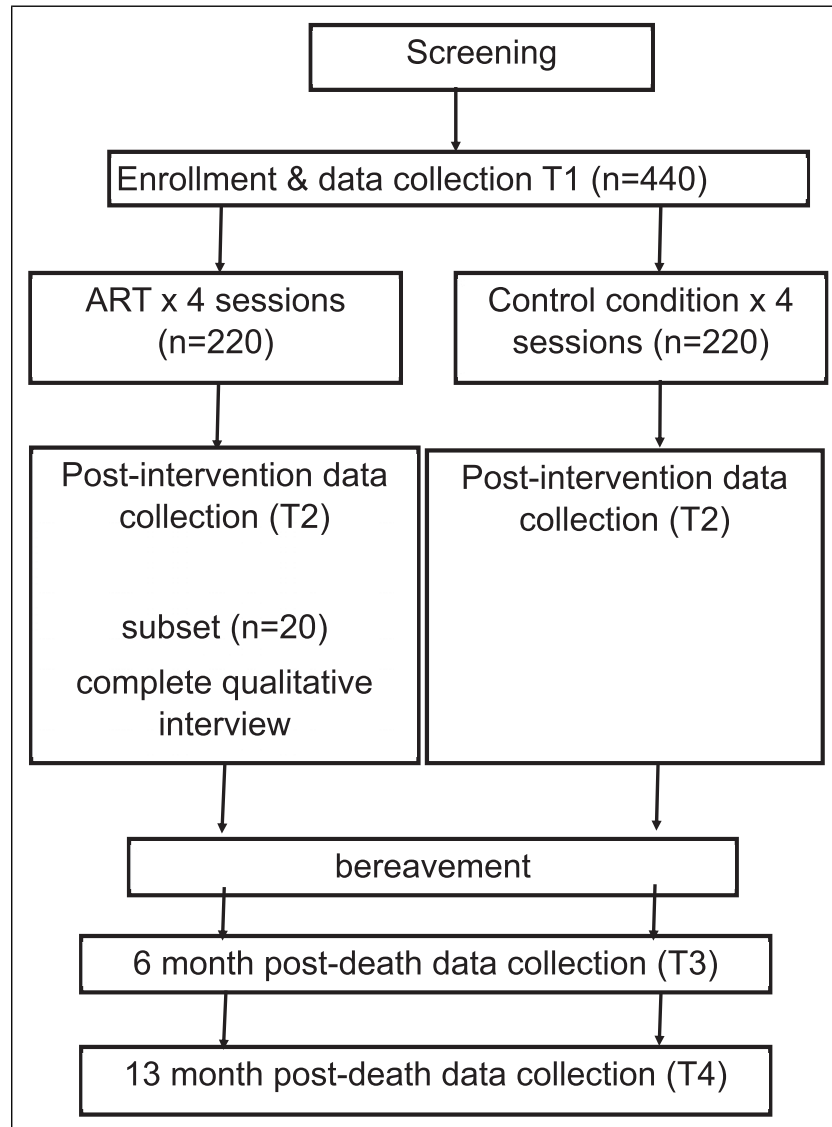 Screening
Enrollment & data collection T1 (n=440)
ART x 4 sessions
(n=220)
Control condition x 4
sessions (n=220)
Post-intervention data
collection (T2)
subset (n=20)
complete qualitative
interview
Post-intervention data
collection (T2)
bereavement
6 month post-death data collection (T3)
13 month post-death data collection (T4)